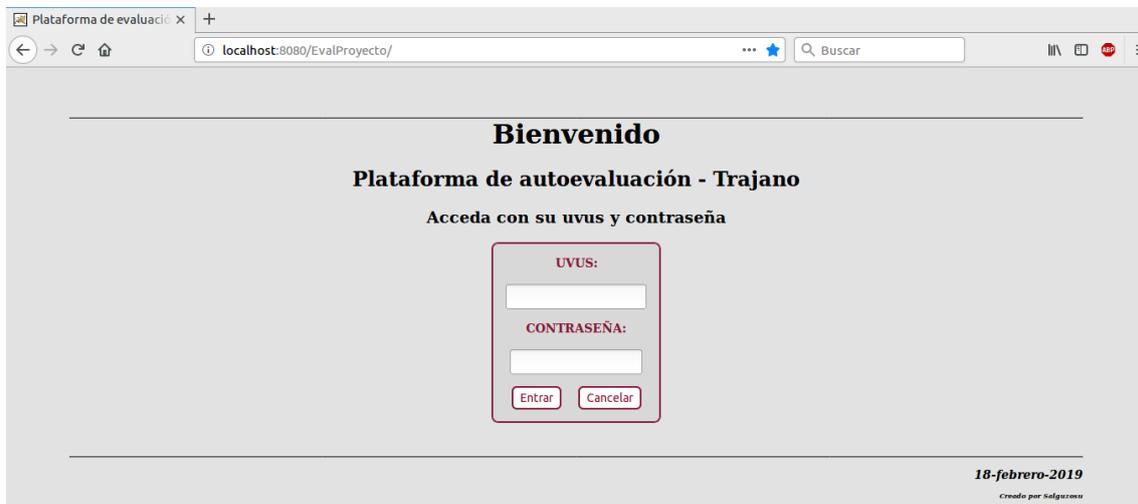 Plataforma de evaluació
localhost:8080/EvalProyecto/
Buscar
ABP
Bienvenido
Plataforma de autoevaluación - Trajano
Acceda con su uvus y contraseña
UVUS:
CONTRASEÑA:
Entrar Cancelar
18-febrero-2019
Creado por Salguzosu